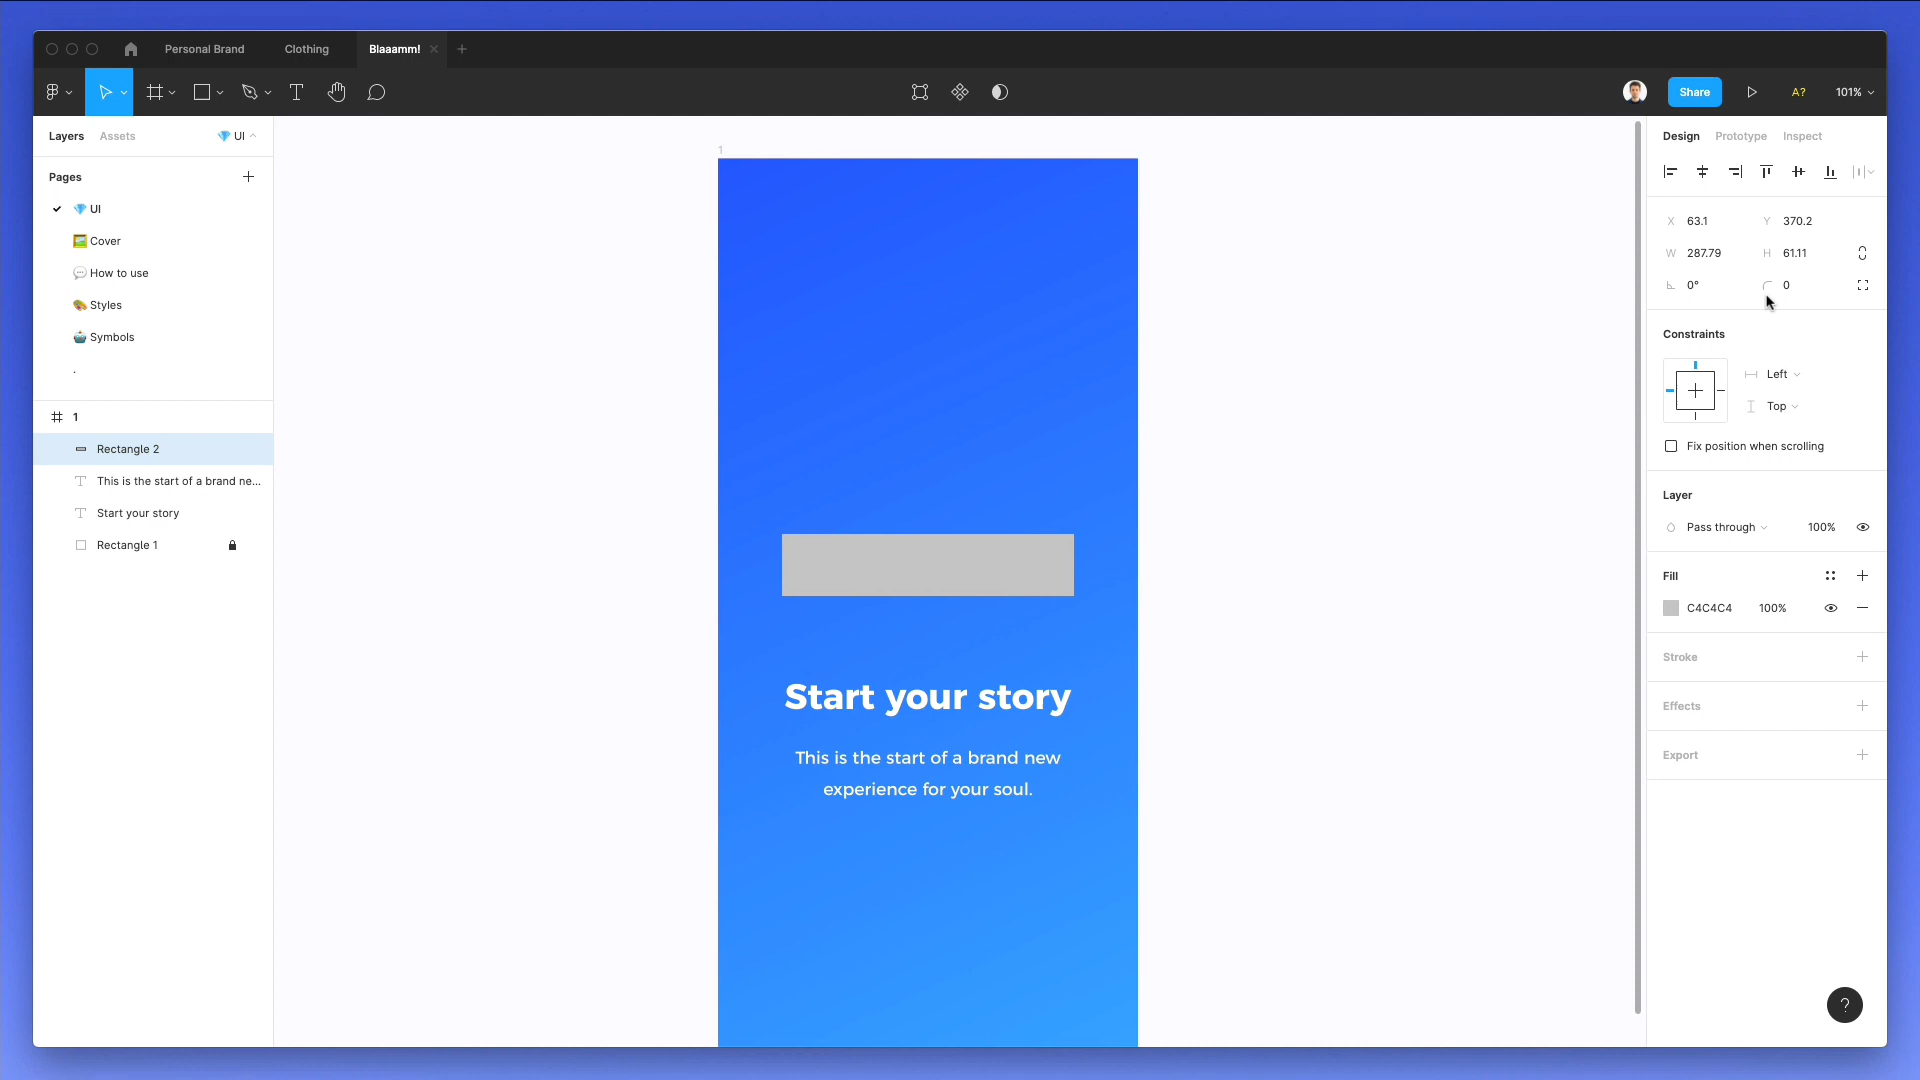 Personal Brand
Clothing
Blaaamm!
Share
A?
101%
Layers
Assets
UI
Pages
UI
Cover
How to use
Styles
Symbols
.
1
Rectangle 2
This is the start of a brand ne...
Start your story
Rectangle 1
1
Start your story
This is the start of a brand new
experience for your soul.
Design
Prototype
Inspect
X 63.1 Y 370.2
W 287.79 H 61.11
0° 0
Constraints
Left
Top
Fix position when scrolling
Layer
Pass through 100%
Fill
C4C4C4 100%
Stroke
Effects
Export
?